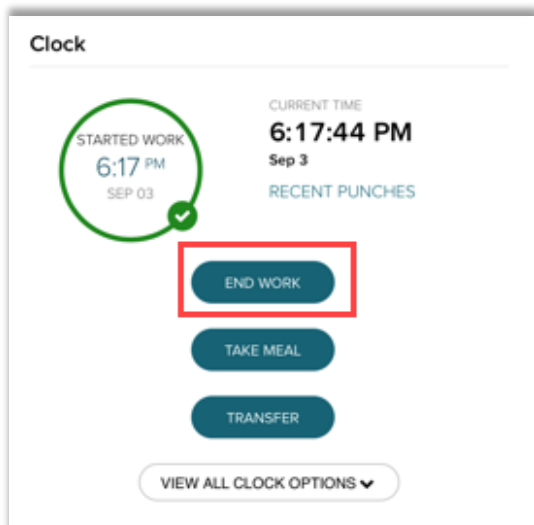 Clock
STARTED WORK
6:17 PM
SEP 03
CURRENT TIME
6:17:44 PM
Sep 3
RECENT PUNCHES
END WORK
TAKE MEAL
TRANSFER
VIEW ALL CLOCK OPTIONS